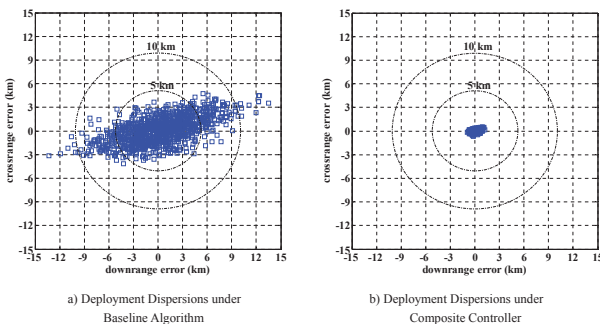 15
12
9
6
3
0
-3
-6
-9
-12
-15
crossrange error (km)
10 km
5 km
-15 -12 -9 -6 -3 0 3 6 9 12 15
downrange error (km)
a) Deployment Dispersions under
Baseline Algorithm
15
12
9
6
3
0
-3
-6
-9
-12
-15
crossrange error (km)
10 km
5 km
-15 -12 -9 -6 -3 0 3 6 9 12 15
downrange error (km)
b) Deployment Dispersions under
Composite Controller